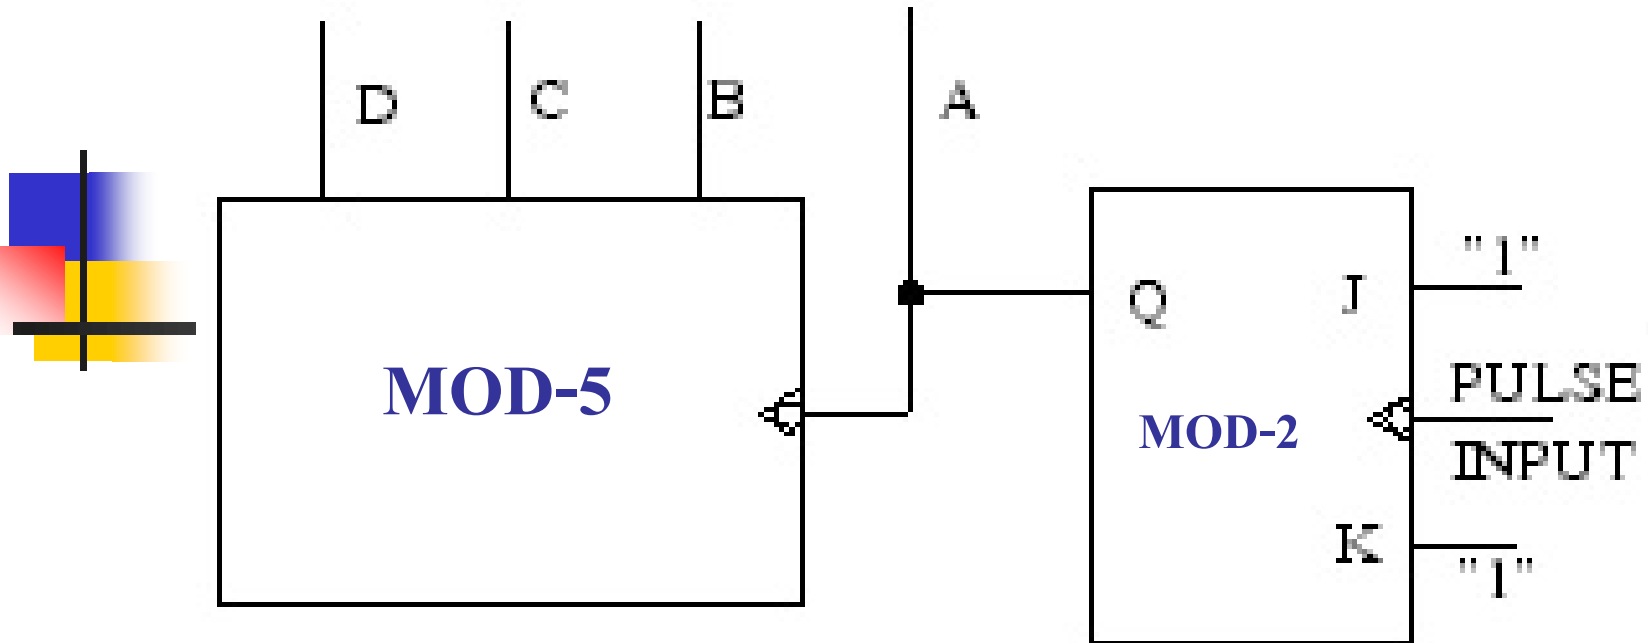 D C B A
"1"
Q J
MOD-5
PULSE
MOD-2
INPUT
K
"1"